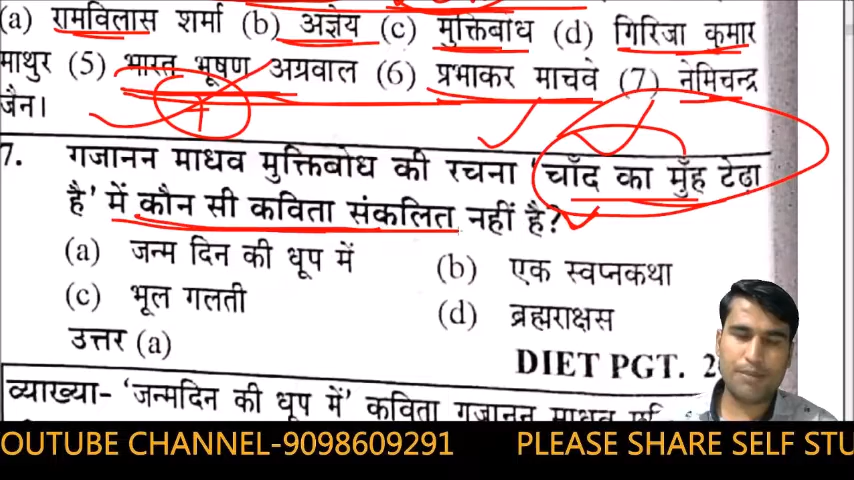 (a) रामविलास शर्मा (b) अज्ञेय (c) मुक्तिबोध (d) गिरिजा कुमार
माथुर (5) भारत भूषण अग्रवाल (6) प्रभाकर माचवे (7) नेमिचन्द्र
जैन।
7. गजानन माधव मुक्तिबोध की रचना 'चाँद का मुँह टेढ़ा
है' में कौन सी कविता संकलित नहीं है?
(a) जन्म दिन की धूप में (b) एक स्वप्नकथा
(c) भूल गलती (d) ब्रह्मराक्षस
उत्तर (a)
DIET PGT. 2
व्याख्या- 'जन्मदिन की धूप में' कविता गजानन माधव
OUTUBE CHANNEL-9098609291 PLEASE SHARE SELF STU